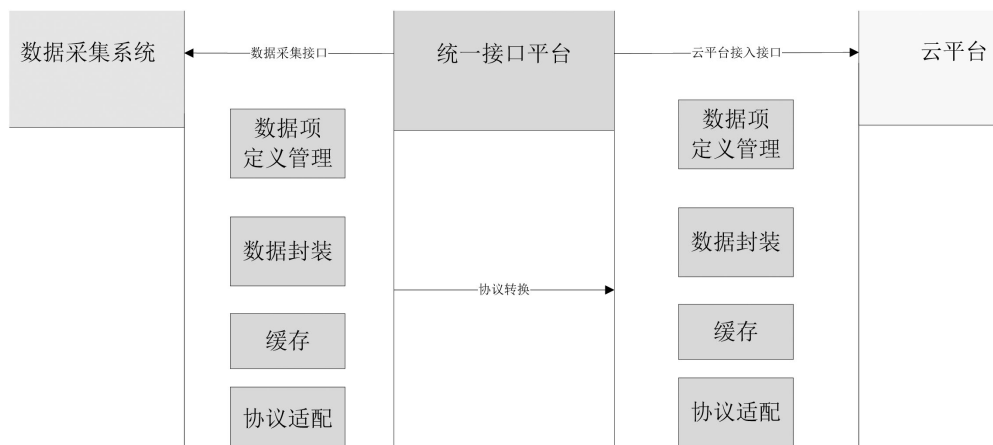 数据采集系统
数据采集接口
统一接口平台
云平台接入接口
云平台
数据项
定义管理
数据封装
缓存
协议适配
协议转换
数据项
定义管理
数据封装
缓存
协议适配